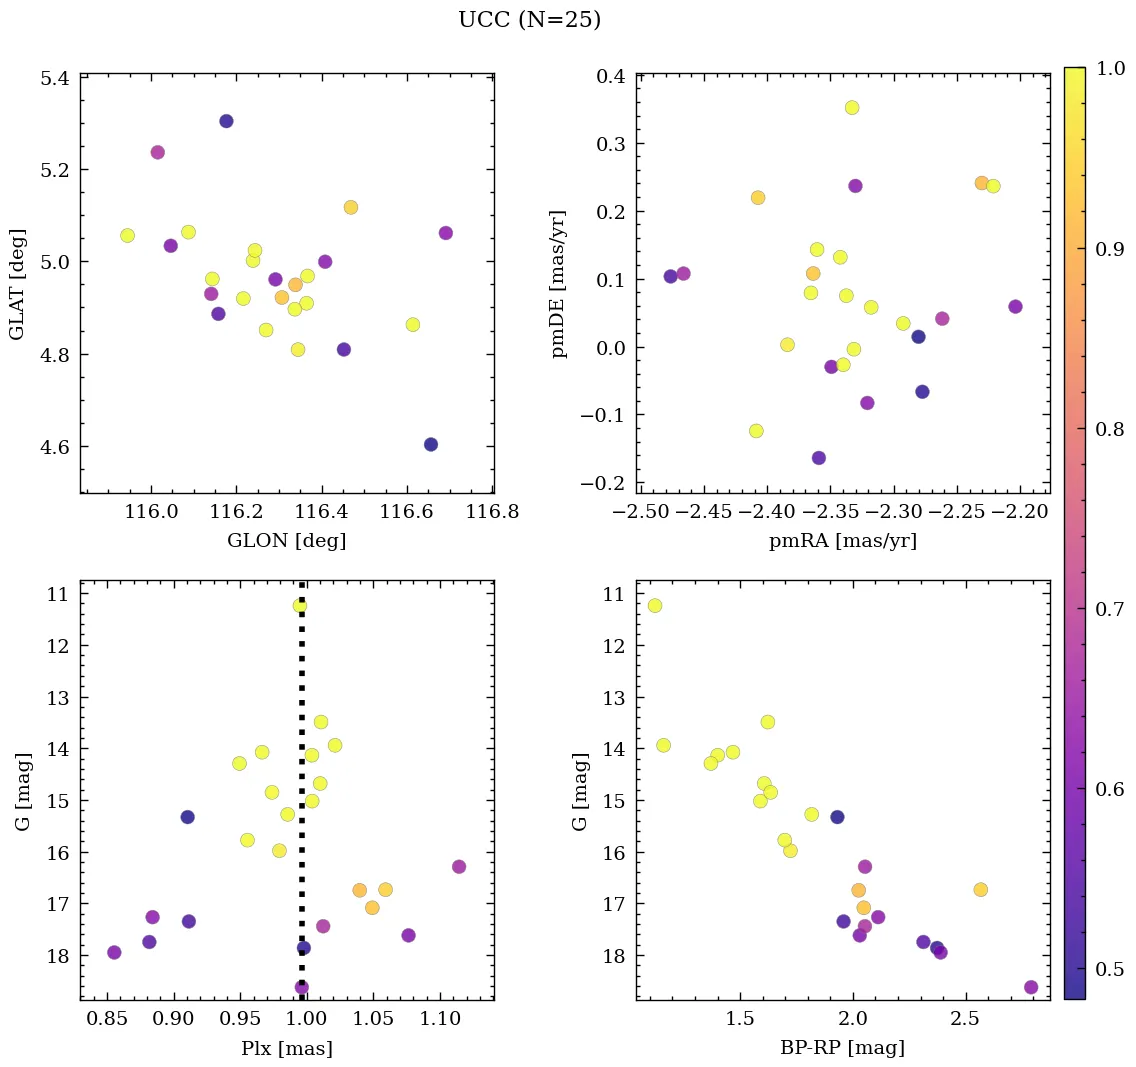 UCC (N=25)
5.4
5.2
5.0
4.8
4.6
GLAT [deg]
116.0 116.2 116.4 116.6 116.8
GLON [deg]
0.4
0.3
0.2
0.1
0.0
−0.1
−0.2
pmDE [mas/yr]
−2.50 −2.45 −2.40 −2.35 −2.30 −2.25 −2.20
pmRA [mas/yr]
1.0
0.9
0.8
0.7
0.6
0.5
11
12
13
14
15
16
17
18
G [mag]
0.85 0.90 0.95 1.00 1.05 1.10
Plx [mas]
11
12
13
14
15
16
17
18
G [mag]
1.5 2.0 2.5
BP-RP [mag]